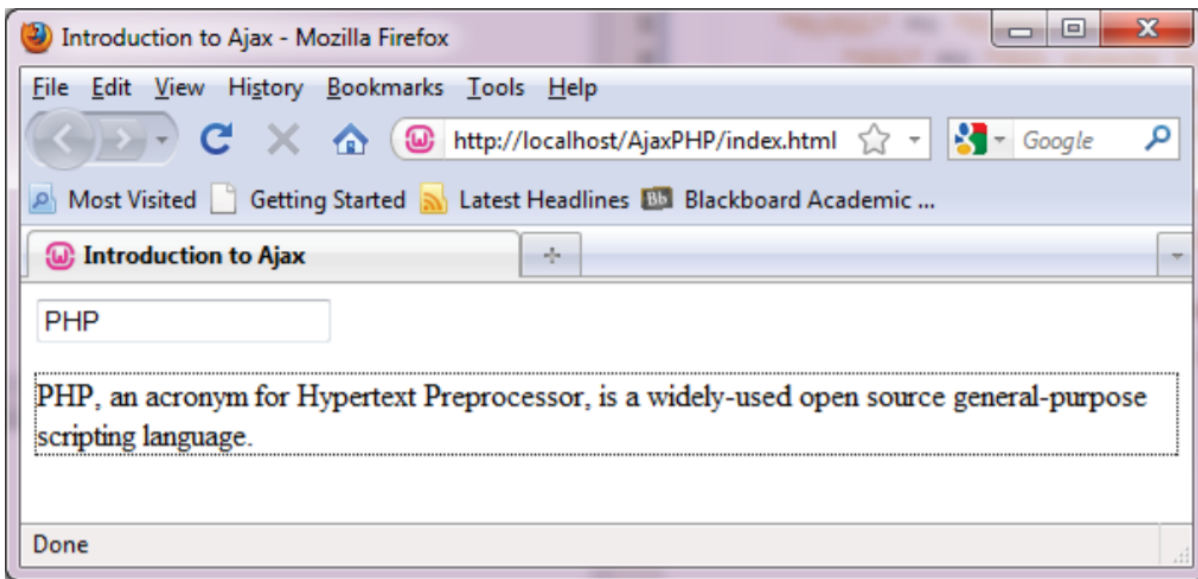 Introduction to Ajax - Mozilla Firefox
File Edit View History Bookmarks Tools Help
http://localhost/AjaxPHP/index.html Google
Most Visited Getting Started Latest Headlines Bb Blackboard Academic ...
Introduction to Ajax
PHP
PHP, an acronym for Hypertext Preprocessor, is a widely-used open source general-purpose
scripting language.
Done